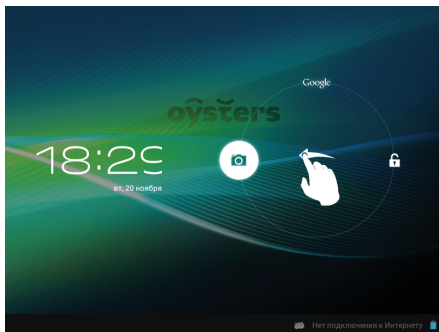 Google
oysters
18:29
вт, 20 ноября
Нет подключения к Интернету